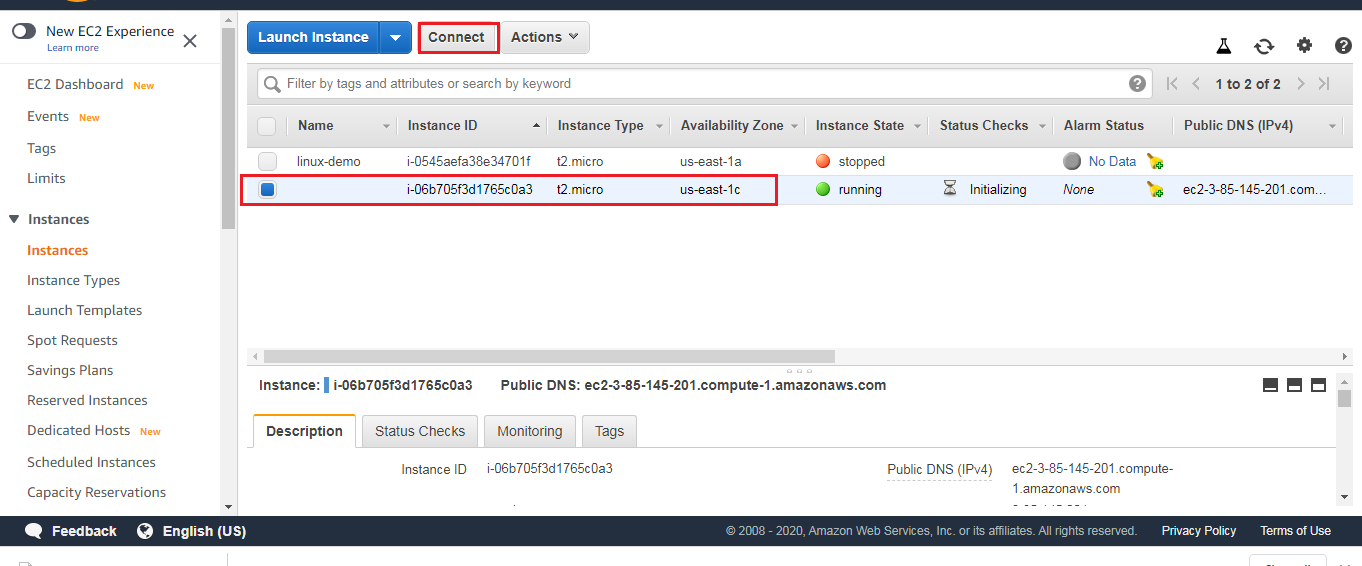 New EC2 Experience
Learn more
EC2 Dashboard New
Events New
Tags
Limits
Instances
Instances
Instance Types
Launch Templates
Spot Requests
Savings Plans
Reserved Instances
Dedicated Hosts New
Scheduled Instances
Capacity Reservations
Launch Instance Connect Actions
Filter by tags and attributes or search by keyword
1 to 2 of 2
Name Instance ID Instance Type Availability Zone Instance State Status Checks Alarm Status Public DNS (IPv4)
linux-demo i-0545aefa38e34701f t2.micro us-east-1a stopped No Data
i-06b705f3d1765c0a3 t2.micro us-east-1c running Initializing None ec2-3-85-145-201.com...
Instance: i-06b705f3d1765c0a3 Public DNS: ec2-3-85-145-201.compute-1.amazonaws.com
Description Status Checks Monitoring Tags
Instance ID i-06b705f3d1765c0a3 Public DNS (IPv4) ec2-3-85-145-201.compute-
1.amazonaws.com
Feedback English (US) © 2008 - 2020, Amazon Web Services, Inc. or its affiliates. All rights reserved. Privacy Policy Terms of Use